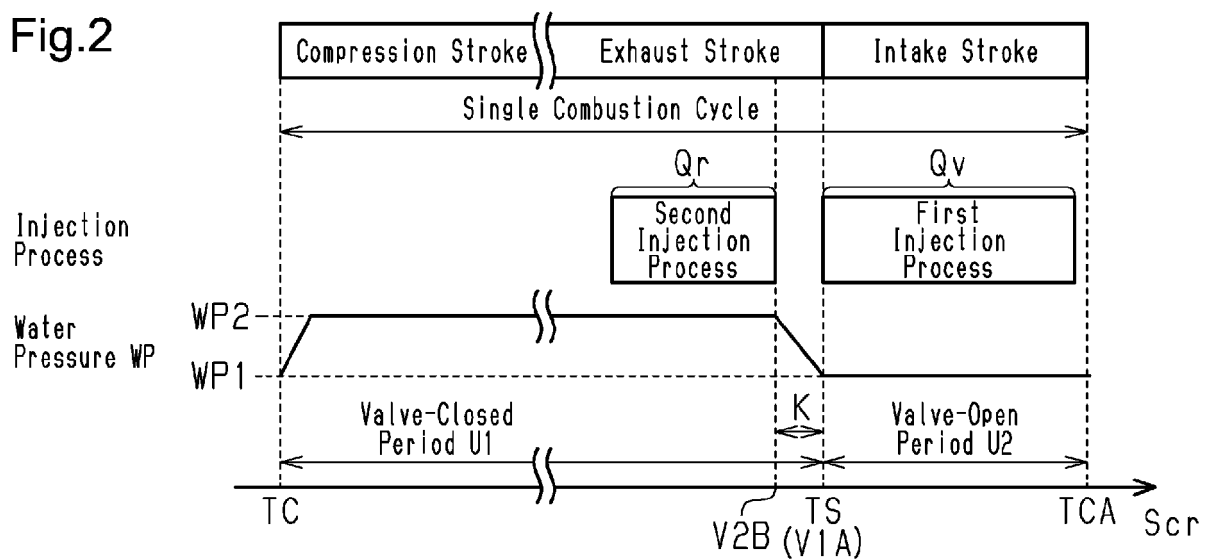 Fig.2
Compression Stroke
Exhaust Stroke
Intake Stroke
Single Combustion Cycle
Qr
Qv
Injection
Process
Second
Injection
Process
First
Injection
Process
Water
Pressure WP
WP2
WP1
Valve-Closed
Period U1
K
Valve-Open
Period U2
TC
V2B
TS
(V1A)
TCA
Scr